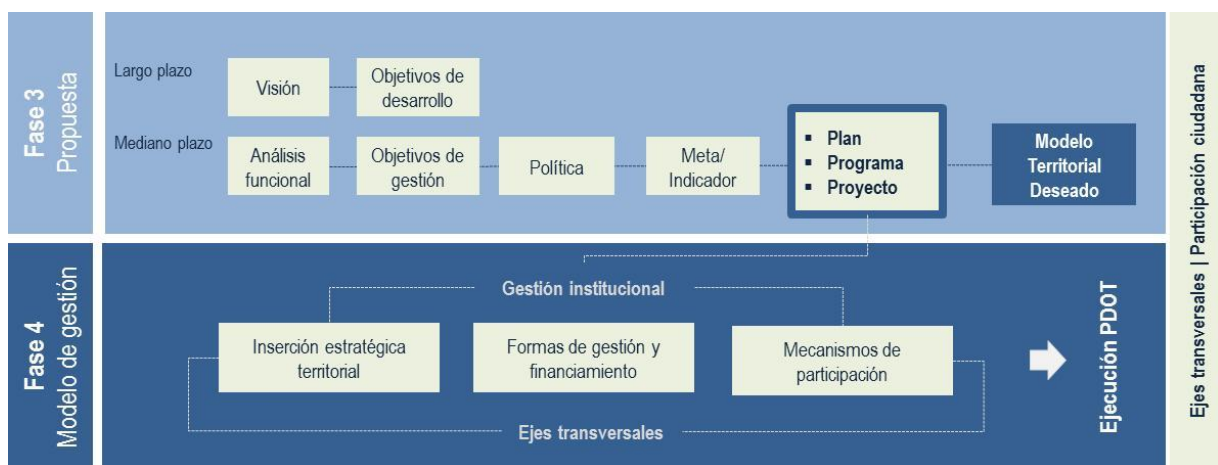 Fase 3
Propuesta
Largo plazo
Visión
Objetivos de
desarrollo
Mediano plazo
Análisis
funcional
Objetivos de
gestión
Política
Meta/
Indicador
▪ Plan
▪ Programa
▪ Proyecto
Modelo
Territorial
Deseado
Fase 4
Modelo de gestión
Gestión institucional
Inserción estratégica
territorial
Formas de gestión y
financiamiento
Mecanismos de
participación
Ejes transversales
Ejecución PDOT
Ejes transversales | Participación ciudadana